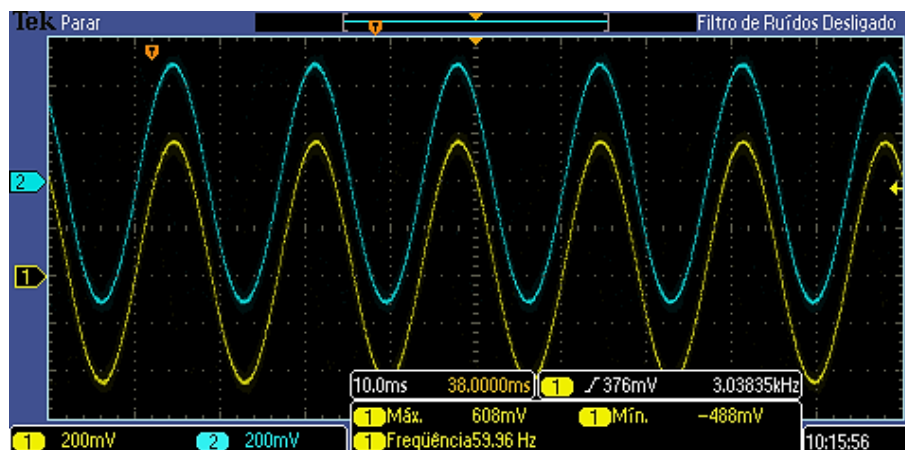 Tek Parar
Filtro de Ruídos Desligado
T
T
2
1
10.0ms 38.0000ms
1 376mV 3.03835kHz
1 Máx. 608mV 1 Mín. −488mV
1 Freqüência59.96 Hz
1 200mV 2 200mV
10:15:56